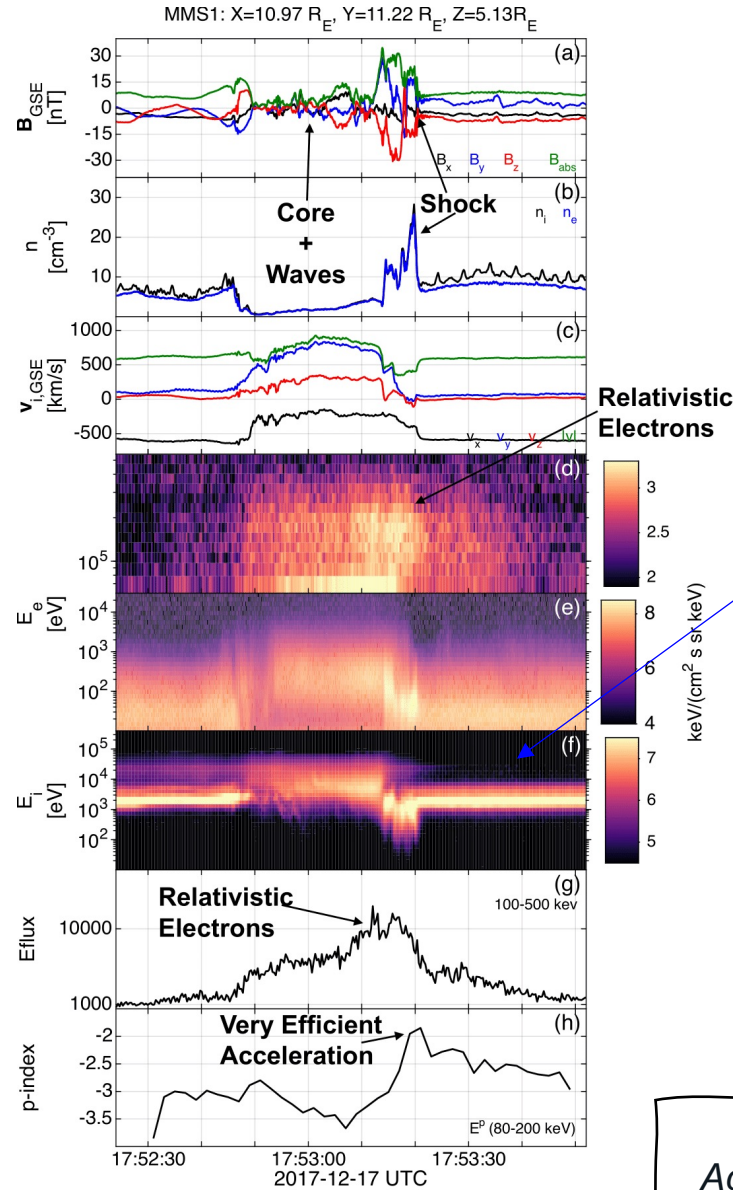 MMS1: X=10.97 R_E, Y=11.22 R_E, Z=5.13R_E
(a)
B_GSE
[nT]
30
15
0
-15
-30
B_x B_y B_z B_abs
(b)
n
[cm^-3]
30
20
10
n_i n_e
Core
+
Waves
Shock
(c)
v_i,GSE
[km/s]
1000
500
0
-500
v_x v_y v_z |v|
Relativistic
Electrons
(d)
10^5
3
2.5
2
(e)
E_e
[eV]
10^4
10^3
10^2
8
6
4
keV/(cm^2 s sr keV)
(f)
E_i
[eV]
10^5
10^4
10^3
10^2
7
6
5
(g)
100-500 kev
Eflux
10000
1000
Relativistic
Electrons
(h)
p-index
-2
-2.5
-3
-3.5
Very Efficient
Acceleration
E^p (80-200 keV)
17:52:30 17:53:00 17:53:30
2017-12-17 UTC